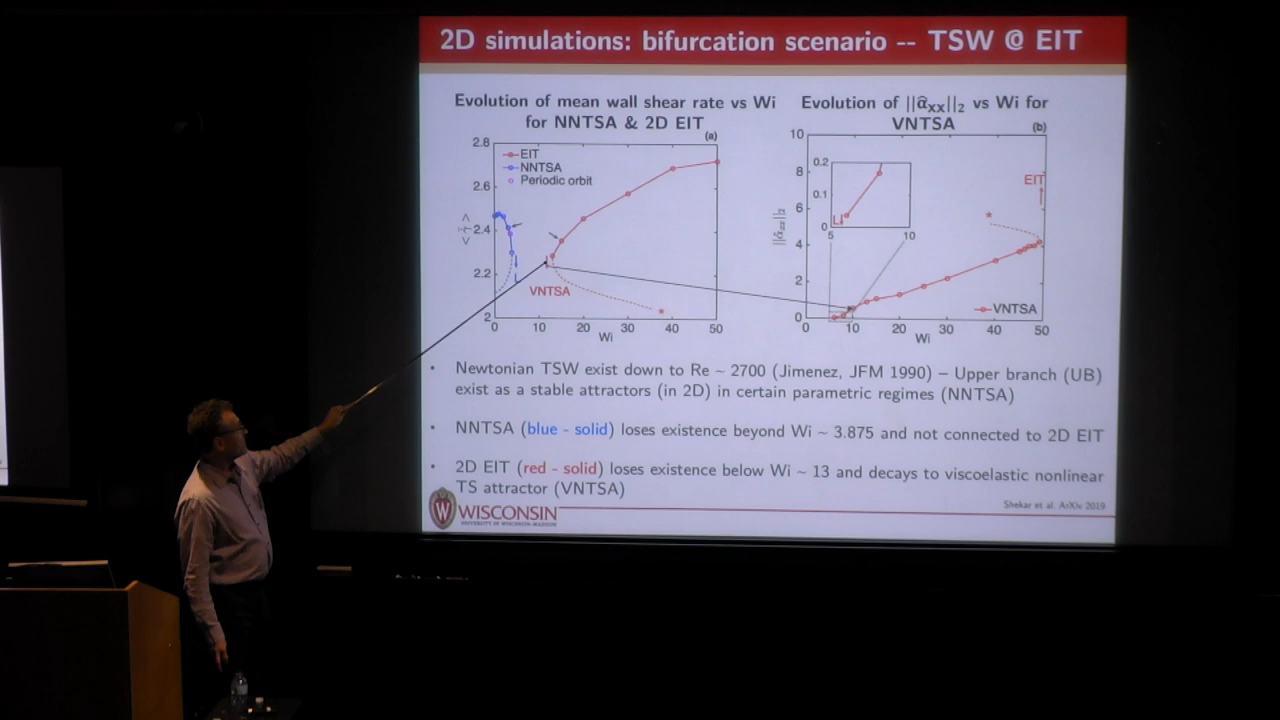 2D simulations: bifurcation scenario -- TSW @ EIT
Evolution of mean wall shear rate vs Wi
for NNTSA & 2D EIT
(a)
2.8
2.6
2.4
2.2
2
EIT
NNTSA
Periodic orbit
VNTSA
0 10 20 30 40 50
Wi
Evolution of ||α̂xx||2 vs Wi for
VNTSA
(b)
10
8
6
4
2
0
0.2
0.1
0
5 10
EIT
||α̂xx||2
VNTSA
0 10 20 30 40 50
Wi
• Newtonian TSW exist down to Re ~ 2700 (Jimenez, JFM 1990) – Upper branch (UB)
exist as a stable attractors (in 2D) in certain parametric regimes (NNTSA)
• NNTSA (blue - solid) loses existence beyond Wi ~ 3.875 and not connected to 2D EIT
• 2D EIT (red - solid) loses existence below Wi ~ 13 and decays to viscoelastic nonlinear
TS attractor (VNTSA)
Shekar et al. ArXiv 2019
W WISCONSIN
UNIVERSITY OF WISCONSIN-MADISON